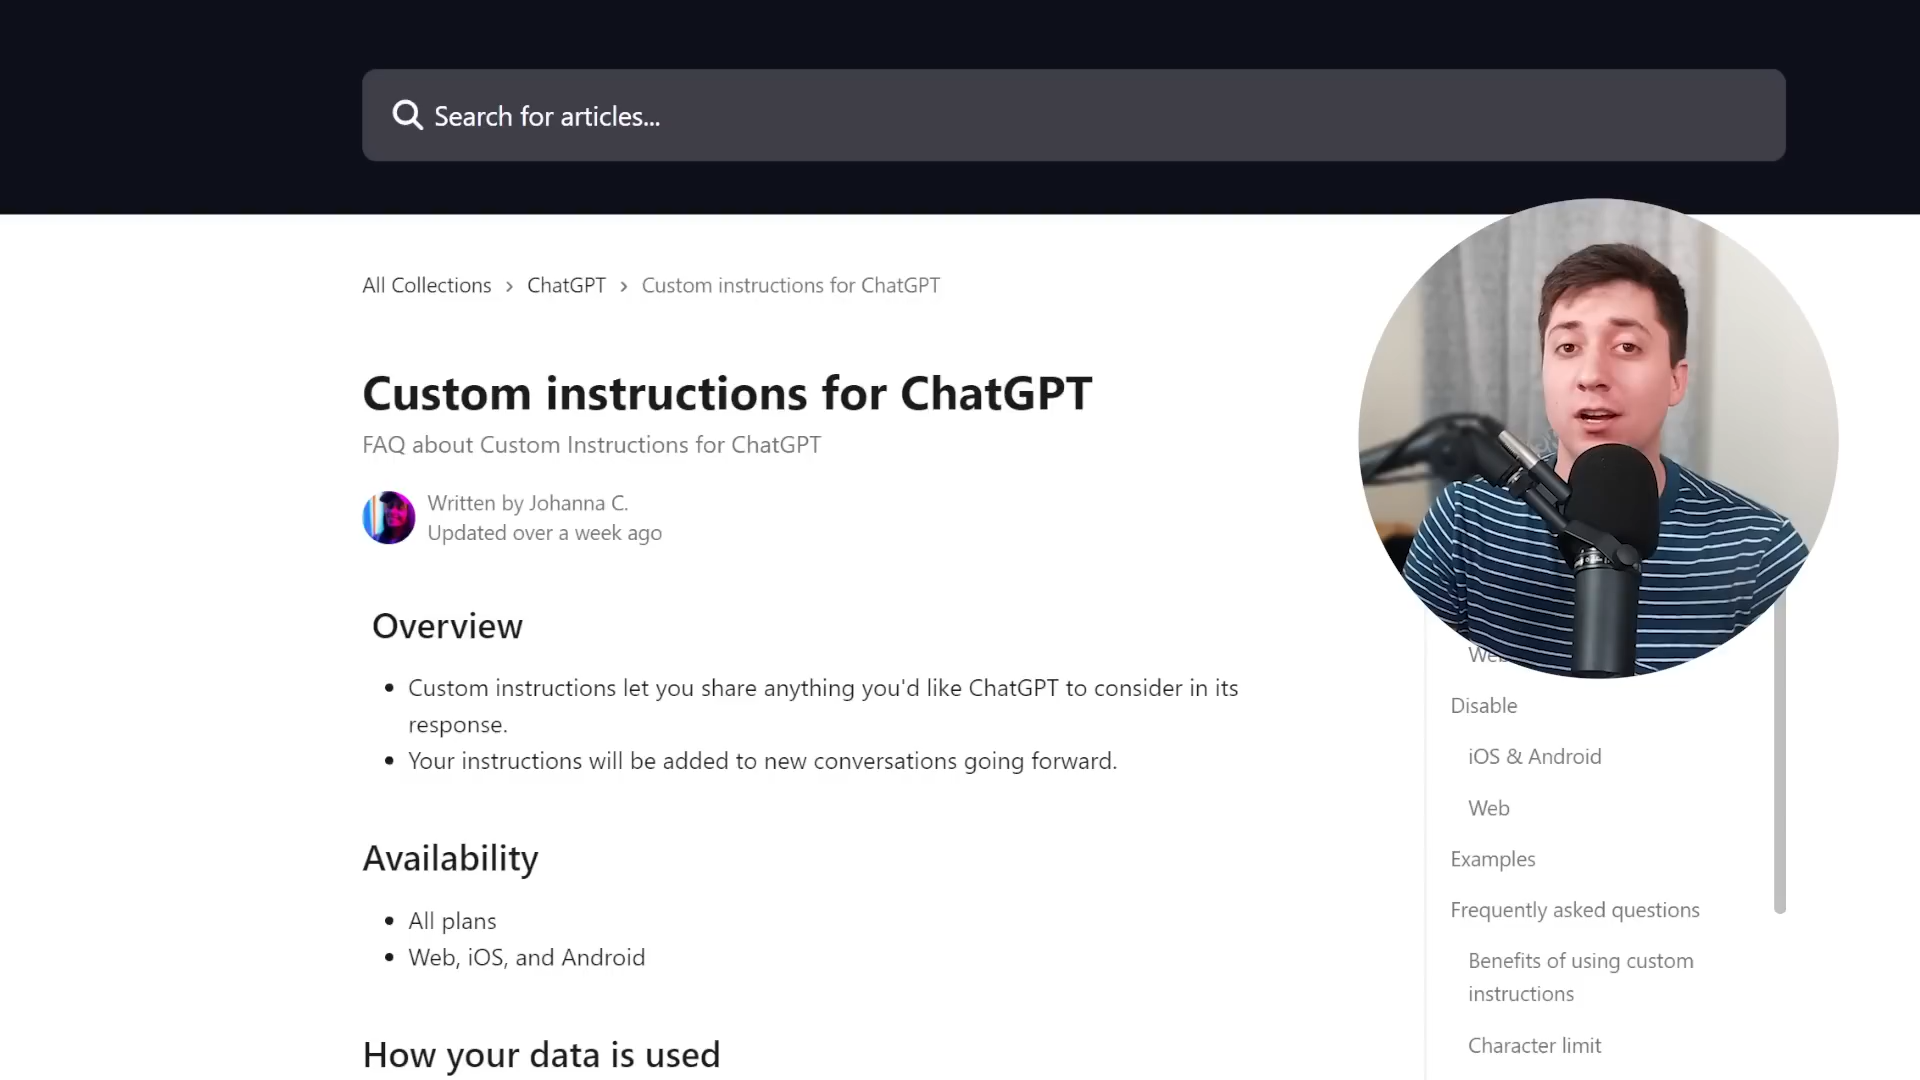 Search for articles...
All Collections > ChatGPT > Custom instructions for ChatGPT
Custom instructions for ChatGPT
FAQ about Custom Instructions for ChatGPT
Written by Johanna C.
Updated over a week ago
Overview
• Custom instructions let you share anything you'd like ChatGPT to consider in its
response.
• Your instructions will be added to new conversations going forward.
Availability
• All plans
• Web, iOS, and Android
How your data is used
Disable
iOS & Android
Web
Examples
Frequently asked questions
Benefits of using custom
instructions
Character limit